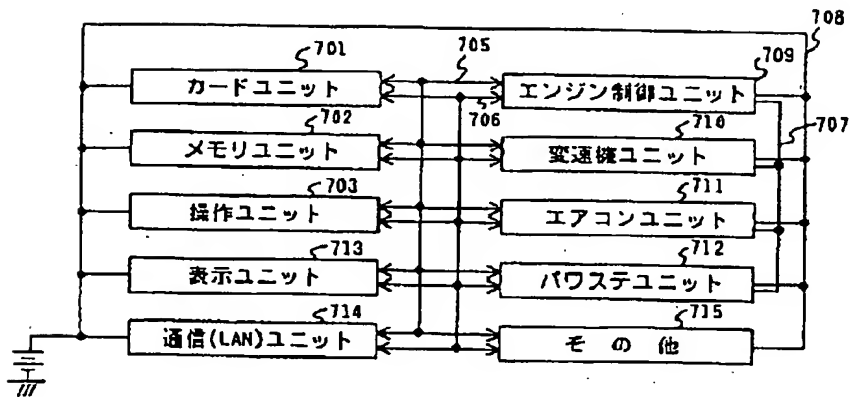 708
701
705
709
カードユニット
エンジン制御ユニット
702
706
710
707
メモリユニット
変速機ユニット
703
711
操作ユニット
エアコンユニット
713
712
表示ユニット
パワステユニット
714
715
通信(LAN)ユニット
その他